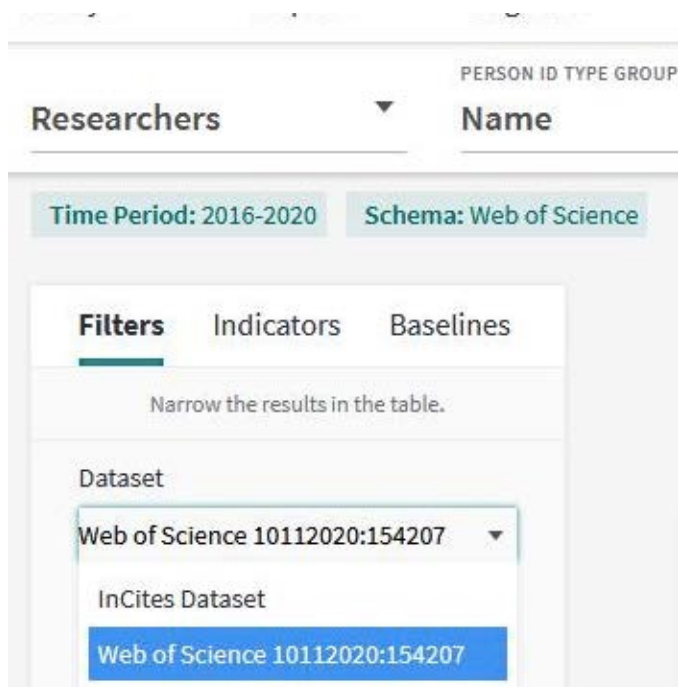 PERSON ID TYPE GROUP
Researchers Name
Time Period: 2016-2020 Schema: Web of Science
Filters Indicators Baselines
Narrow the results in the table.
Dataset
Web of Science 10112020:154207
InCites Dataset
Web of Science 10112020:154207